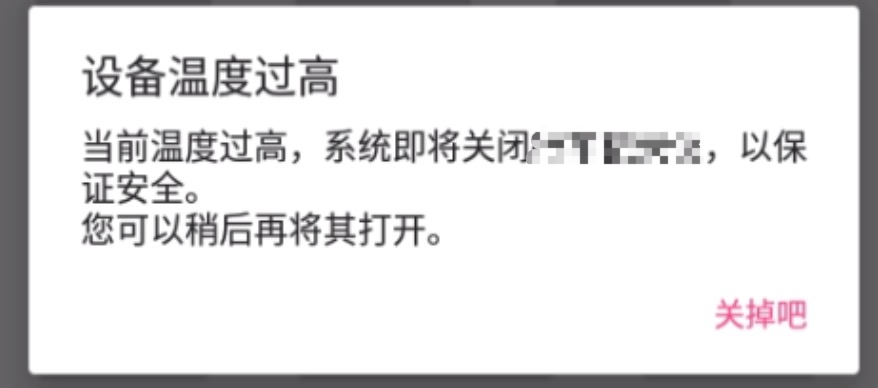 设备温度过高
当前温度过高，系统即将关闭，以保
证安全。
您可以稍后再将其打开。
关掉吧